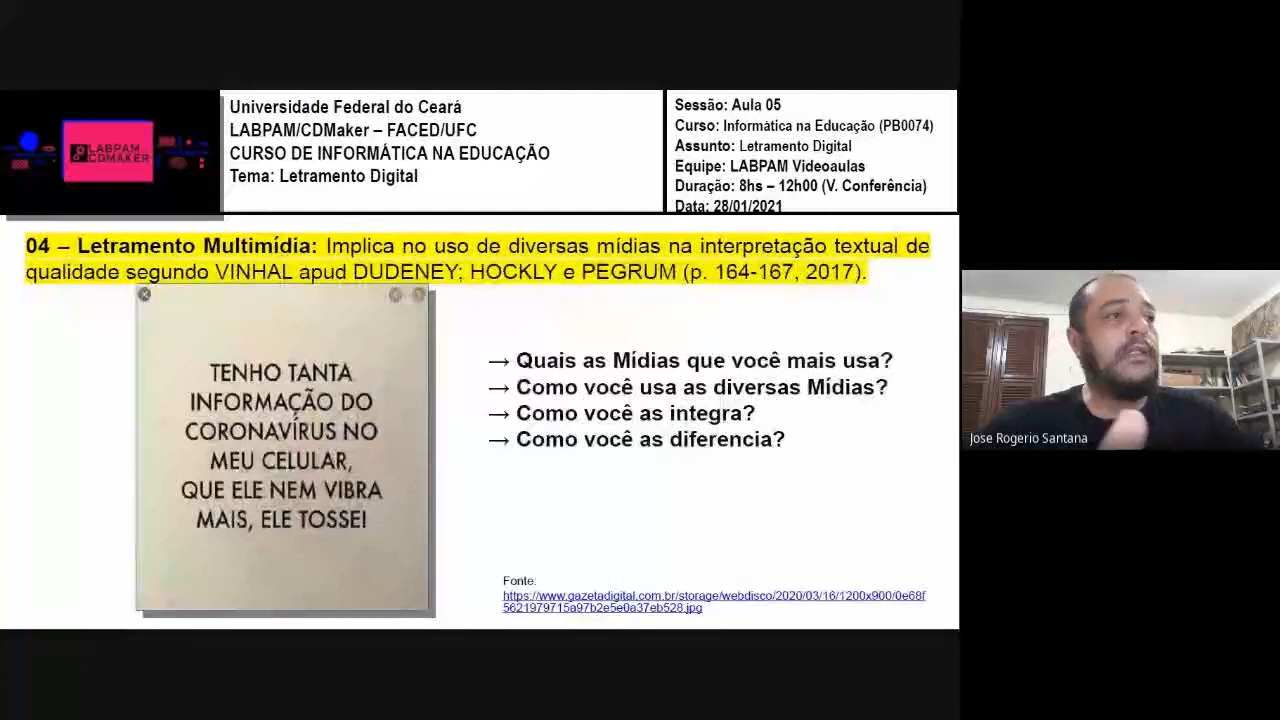 LABPAM
CDMAKER
Universidade Federal do Ceará
LABPAM/CDMaker – FACED/UFC
CURSO DE INFORMÁTICA NA EDUCAÇÃO
Tema: Letramento Digital
Sessão: Aula 05
Curso: Informática na Educação (PB0074)
Assunto: Letramento Digital
Equipe: LABPAM Videoaulas
Duração: 8hs – 12h00 (V. Conferência)
Data: 28/01/2021
04 – Letramento Multimídia: Implica no uso de diversas mídias na interpretação textual de
qualidade segundo VINHAL apud DUDENEY; HOCKLY e PEGRUM (p. 164-167, 2017).
TENHO TANTA
INFORMAÇÃO DO
CORONAVÍRUS NO
MEU CELULAR,
QUE ELE NEM VIBRA
MAIS, ELE TOSSE!
→ Quais as Mídias que você mais usa?
→ Como você usa as diversas Mídias?
→ Como você as integra?
→ Como você as diferencia?
Fonte:
https://www.gazetadigital.com.br/storage/webdisco/2020/03/16/1200x900/0e68f
5621979715a97b2e5e0a37eb528.jpg
Jose Rogerio Santana